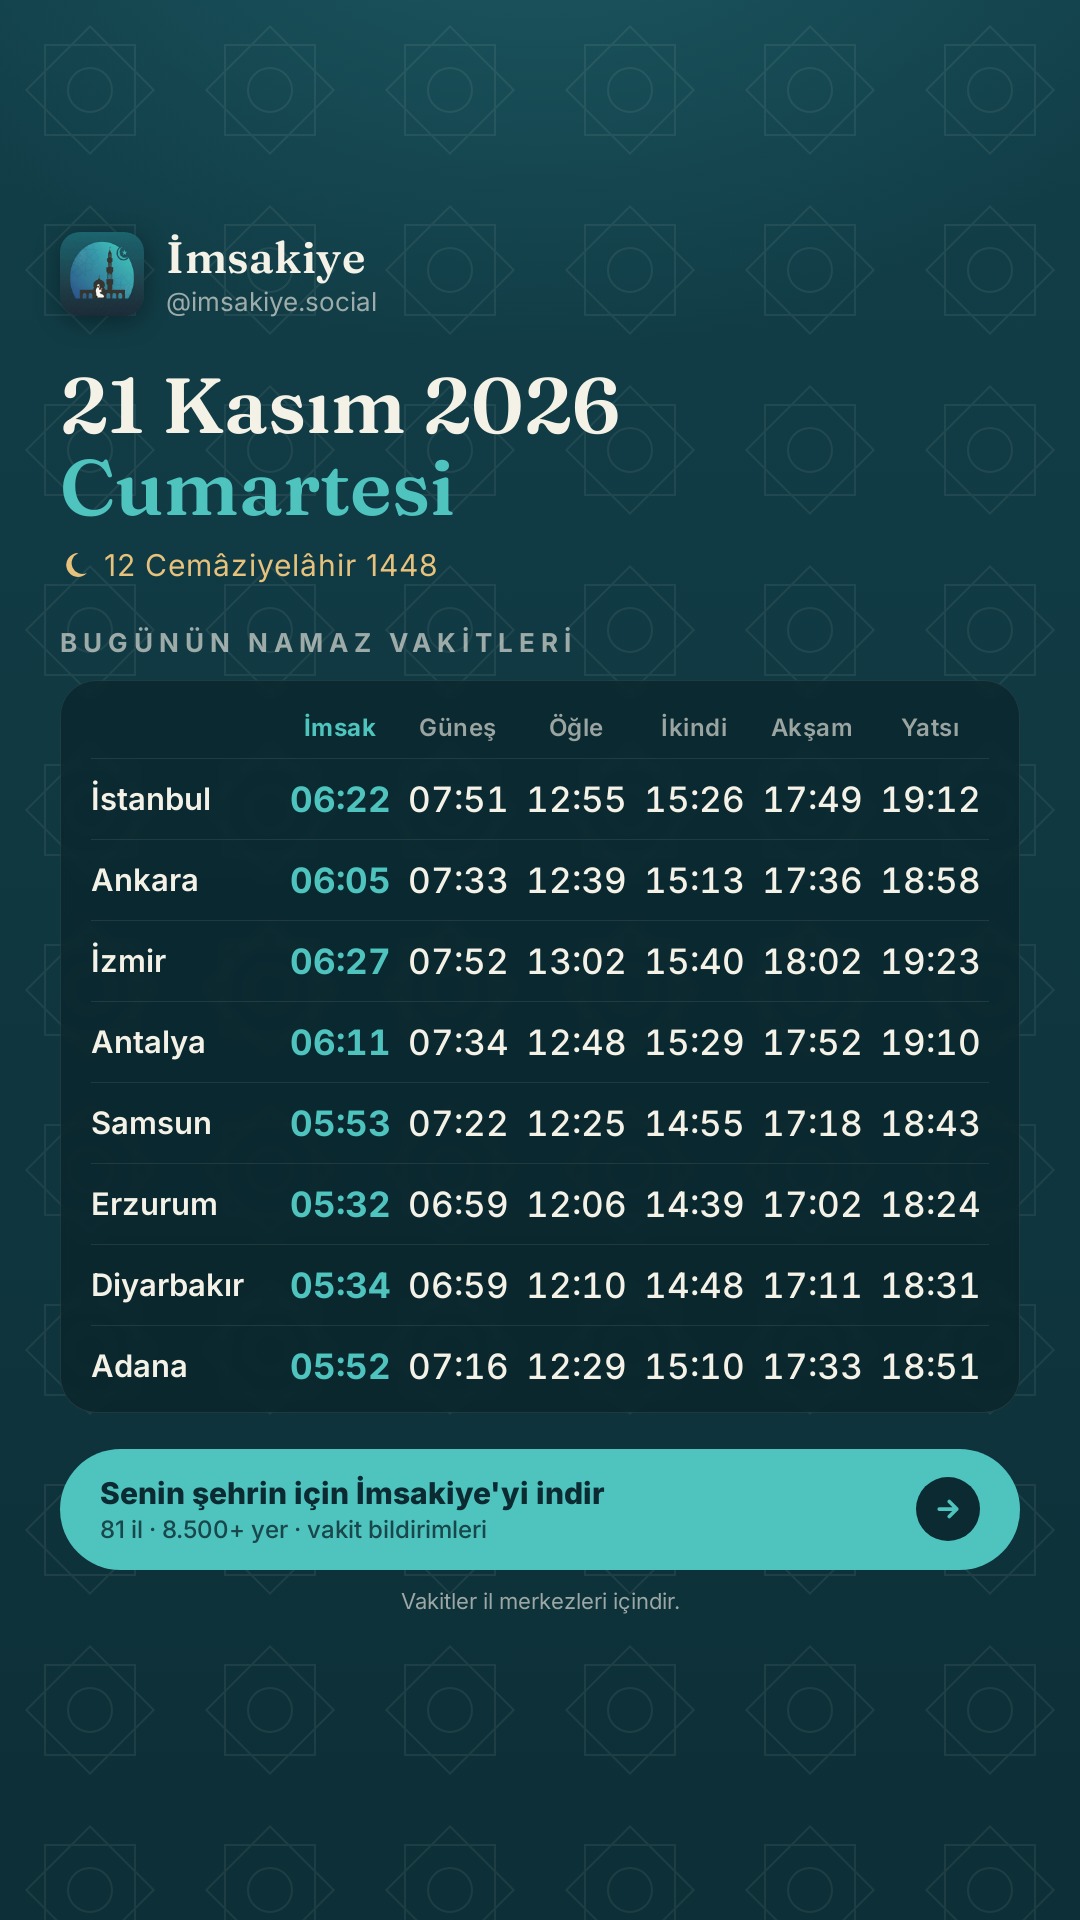 İmsakiye
@imsakiye.social
21 Kasım 2026
Cumartesi
12 Cemâziyelâhir 1448
BUGÜNÜN NAMAZ VAKİTLERİ
İmsak Güneş Öğle İkindi Akşam Yatsı
İstanbul 06:22 07:51 12:55 15:26 17:49 19:12
Ankara 06:05 07:33 12:39 15:13 17:36 18:58
İzmir 06:27 07:52 13:02 15:40 18:02 19:23
Antalya 06:11 07:34 12:48 15:29 17:52 19:10
Samsun 05:53 07:22 12:25 14:55 17:18 18:43
Erzurum 05:32 06:59 12:06 14:39 17:02 18:24
Diyarbakır 05:34 06:59 12:10 14:48 17:11 18:31
Adana 05:52 07:16 12:29 15:10 17:33 18:51
Senin şehrin için İmsakiye'yi indir
81 il · 8.500+ yer · vakit bildirimleri
Vakitler il merkezleri içindir.